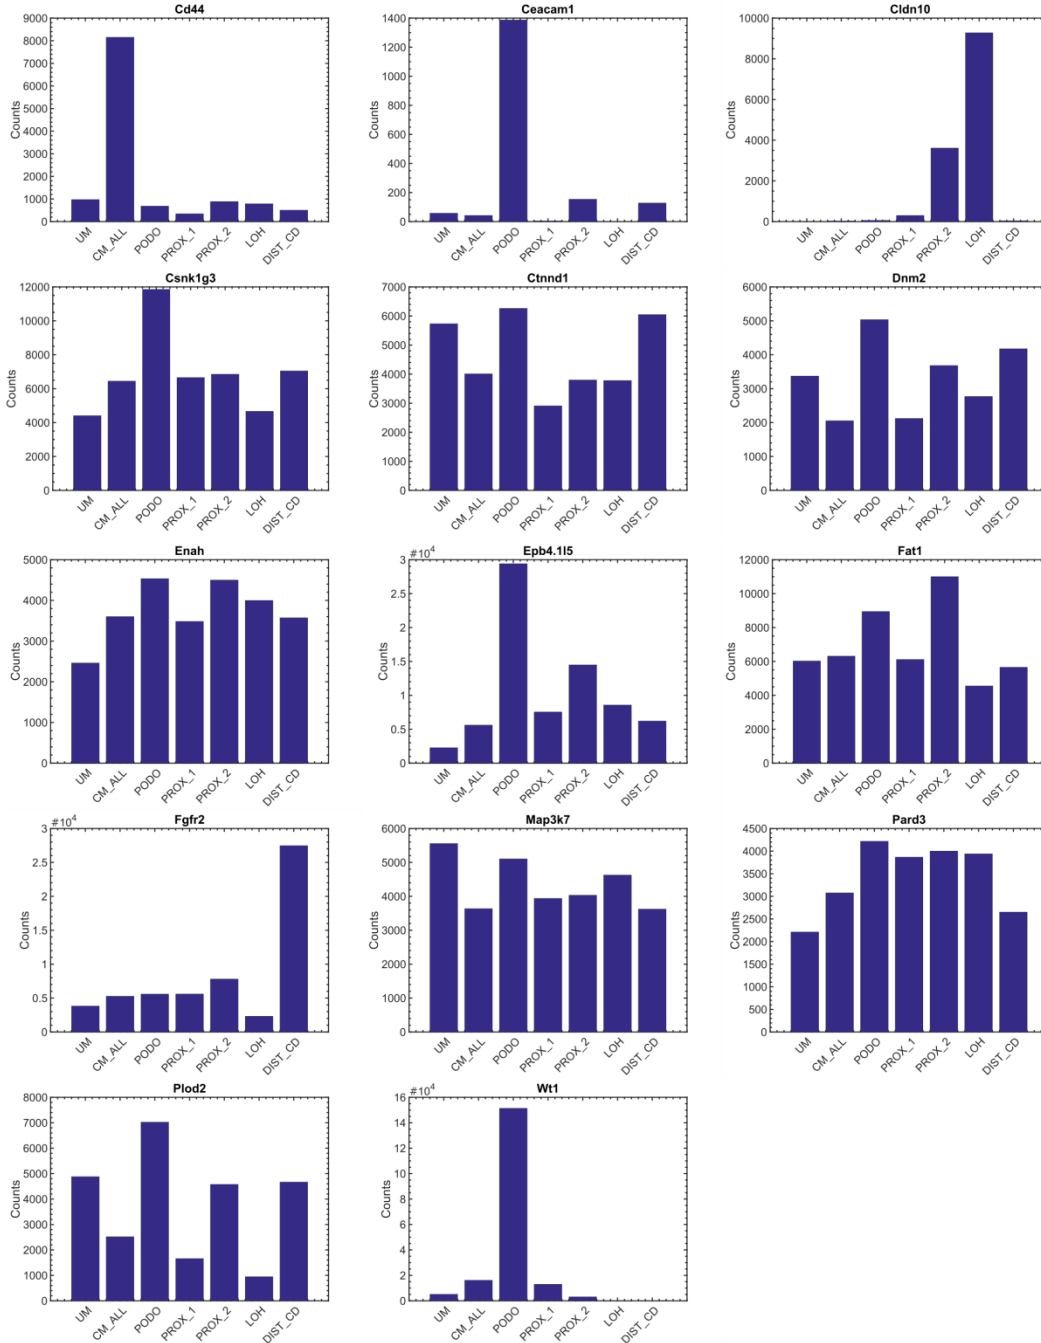 Cd44
9000
8000
7000
6000
5000
4000
3000
2000
1000
0
Counts
UM CM_ALL PODO PROX_1 PROX_2 LOH DIST_CD
Ceacam1
1400
1200
1000
800
600
400
200
0
Counts
UM CM_ALL PODO PROX_1 PROX_2 LOH DIST_CD
Cldn10
10000
8000
6000
4000
2000
0
Counts
UM CM_ALL PODO PROX_1 PROX_2 LOH DIST_CD
Csnk1g3
12000
10000
8000
6000
4000
2000
0
Counts
UM CM_ALL PODO PROX_1 PROX_2 LOH DIST_CD
Ctnnd1
7000
6000
5000
4000
3000
2000
1000
0
Counts
UM CM_ALL PODO PROX_1 PROX_2 LOH DIST_CD
Dnm2
6000
5000
4000
3000
2000
1000
0
Counts
UM CM_ALL PODO PROX_1 PROX_2 LOH DIST_CD
Enah
5000
4000
3000
2000
1000
0
Counts
UM CM_ALL PODO PROX_1 PROX_2 LOH DIST_CD
Epb4.1l5
#10^4
3
2.5
2
1.5
1
0.5
0
Counts
UM CM_ALL PODO PROX_1 PROX_2 LOH DIST_CD
Fat1
12000
10000
8000
6000
4000
2000
0
Counts
UM CM_ALL PODO PROX_1 PROX_2 LOH DIST_CD
Fgfr2
#10^4
3
2.5
2
1.5
1
0.5
0
Counts
UM CM_ALL PODO PROX_1 PROX_2 LOH DIST_CD
Map3k7
6000
5000
4000
3000
2000
1000
0
Counts
UM CM_ALL PODO PROX_1 PROX_2 LOH DIST_CD
Pard3
4500
4000
3500
3000
2500
2000
1500
1000
500
0
Counts
UM CM_ALL PODO PROX_1 PROX_2 LOH DIST_CD
Plod2
8000
7000
6000
5000
4000
3000
2000
1000
0
Counts
UM CM_ALL PODO PROX_1 PROX_2 LOH DIST_CD
Wt1
#10^4
16
14
12
10
8
6
4
2
0
Counts
UM CM_ALL PODO PROX_1 PROX_2 LOH DIST_CD